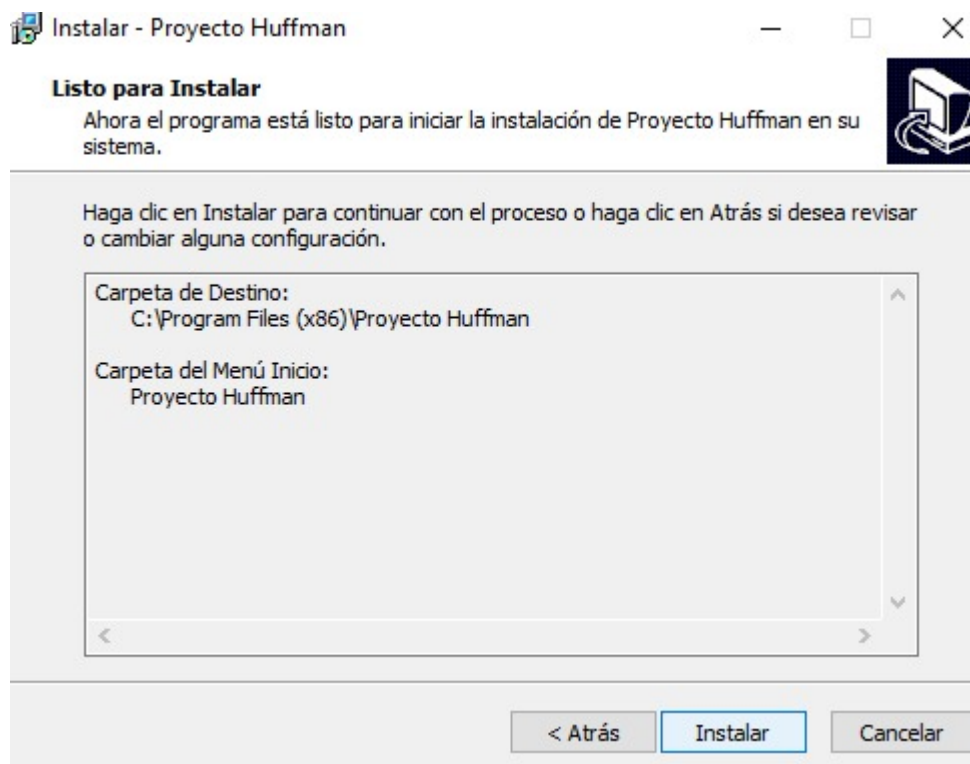 Instalar - Proyecto Huffman
Listo para Instalar
Ahora el programa está listo para iniciar la instalación de Proyecto Huffman en su
sistema.
Haga clic en Instalar para continuar con el proceso o haga clic en Atrás si desea revisar
o cambiar alguna configuración.
Carpeta de Destino:
C:\Program Files (x86)\Proyecto Huffman
Carpeta del Menú Inicio:
Proyecto Huffman
< Atrás
Instalar
Cancelar